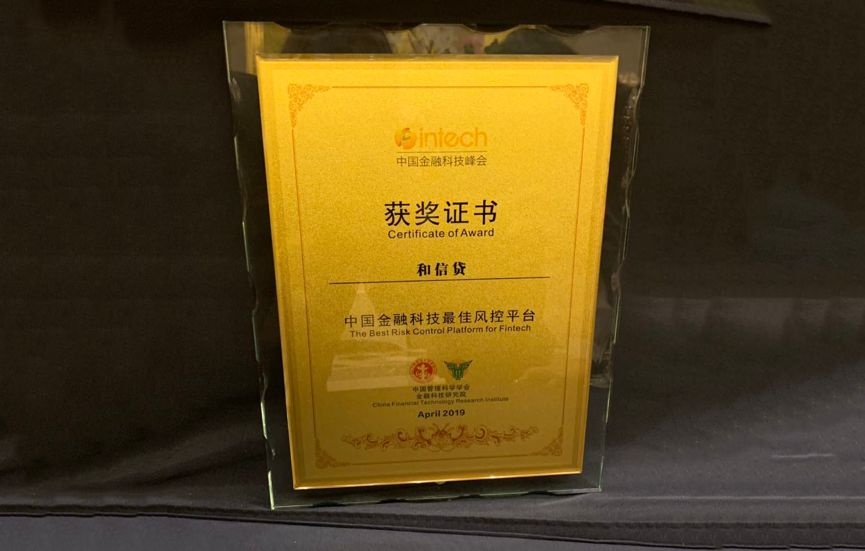 Fintech
中国金融科技峰会
获奖证书
Certificate of Award
和信贷
中国金融科技最佳风控平台
The Best Risk Control Platform for Fintech
中国管理科学学会
金融科技研究院
China Financial Technology Research Institute
April 2019